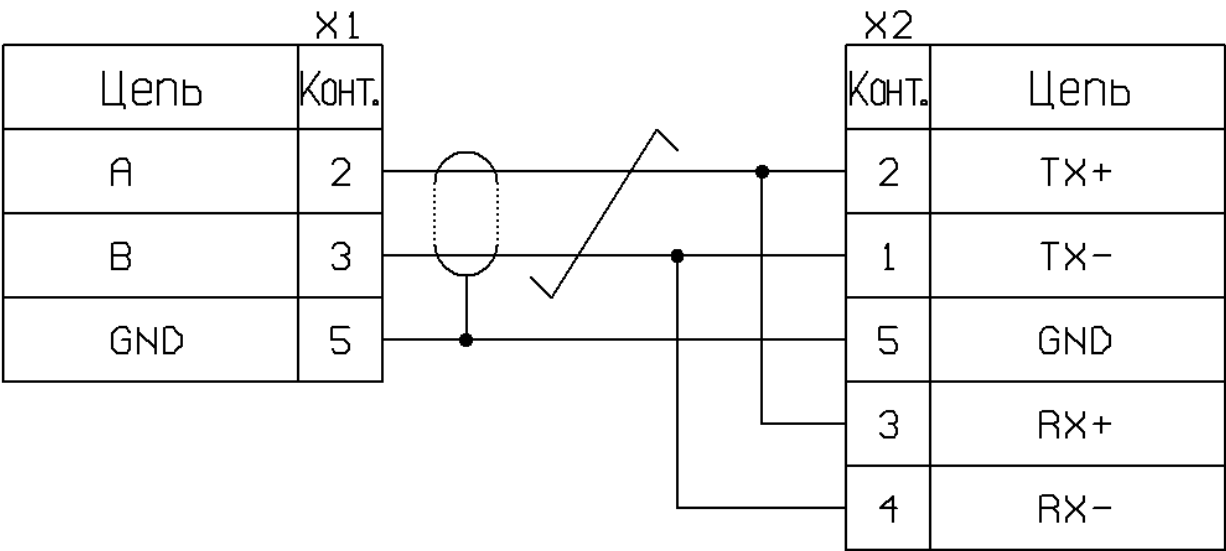 X1 X2
Цепь Конт. Конт. Цепь
A 2 2 TX+
B 3 1 TX-
GND 5 5 GND
3 RX+
4 RX-